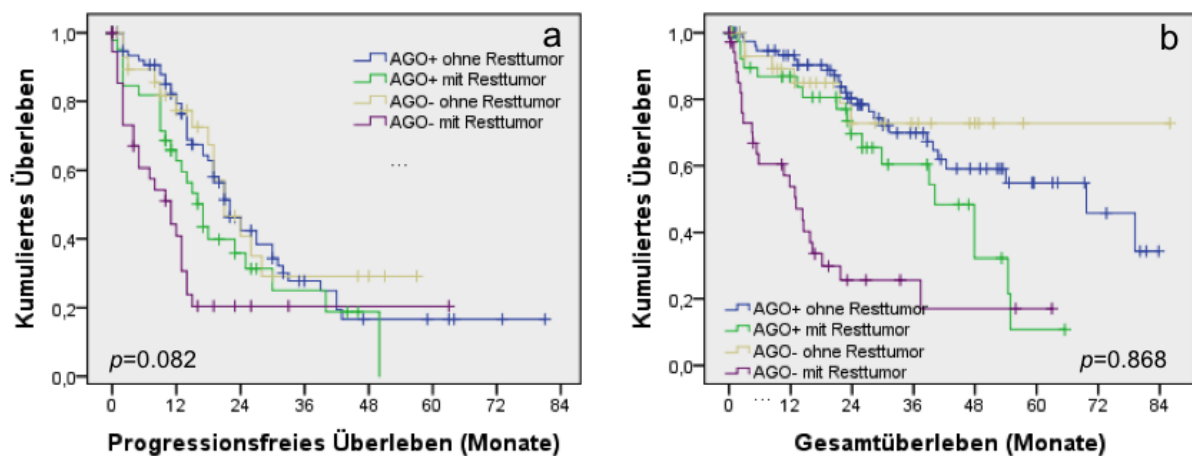 a
Kumuliertes Überleben
1,0
0,8
0,6
0,4
0,2
0,0
AGO+ ohne Resttumor
AGO+ mit Resttumor
AGO- ohne Resttumor
AGO- mit Resttumor
...
p=0.082
0 12 24 36 48 60 72 84
Progressionsfreies Überleben (Monate)
b
Kumuliertes Überleben
1,0
0,8
0,6
0,4
0,2
0,0
AGO+ ohne Resttumor
AGO+ mit Resttumor
AGO- ohne Resttumor
AGO- mit Resttumor
...
p=0.868
0 12 24 36 48 60 72 84
Gesamtüberleben (Monate)